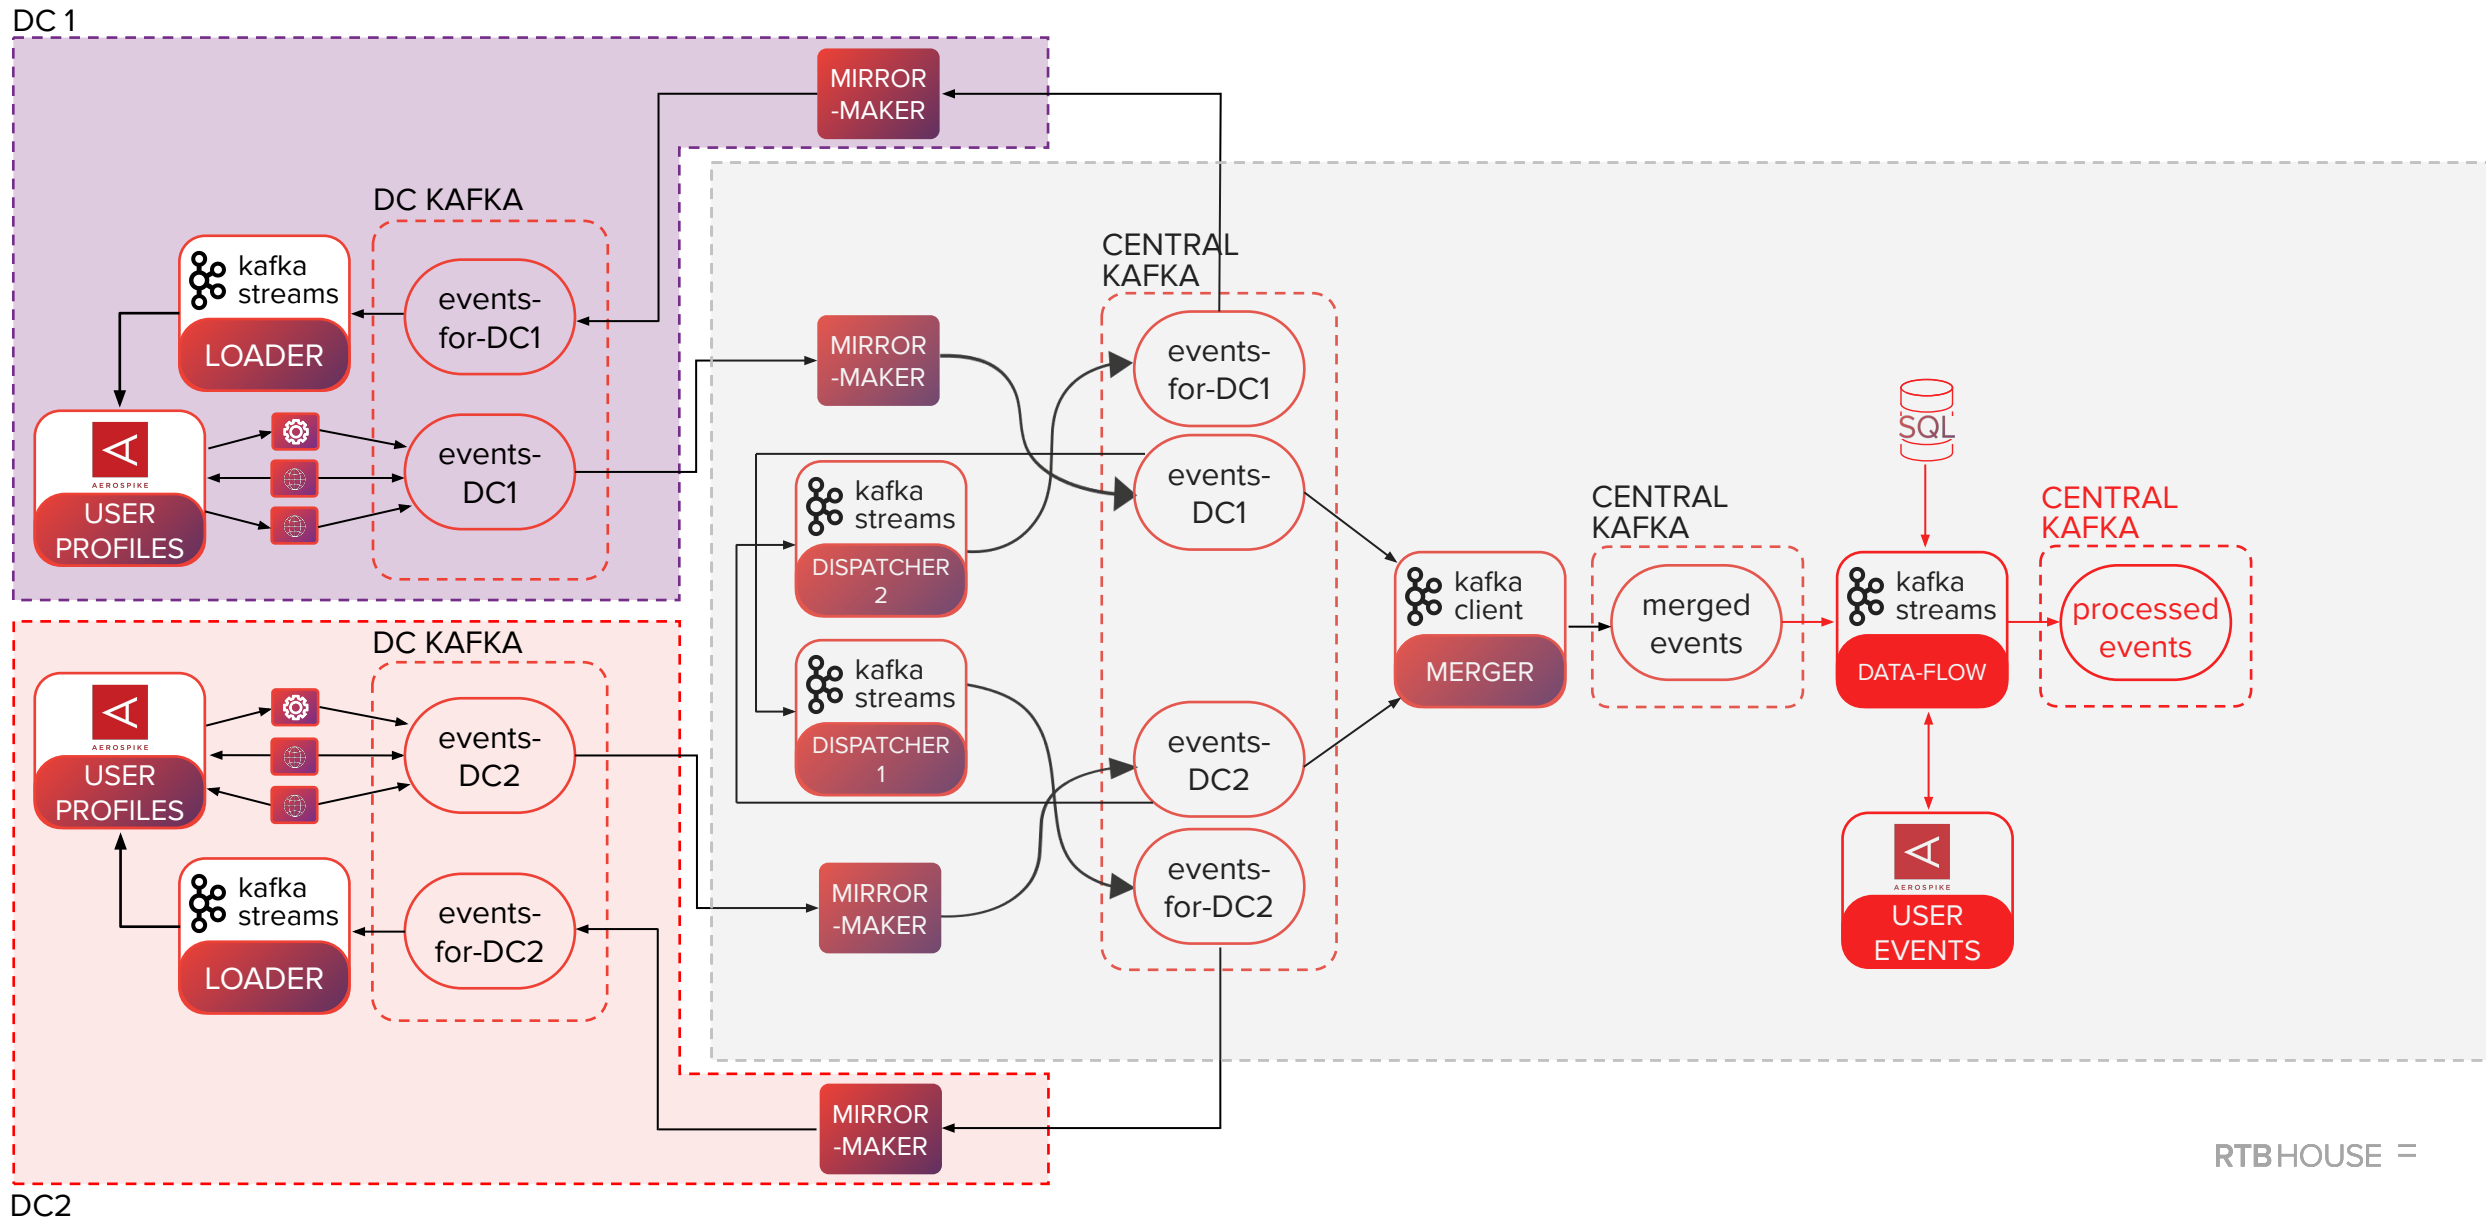 DC 1
MIRROR
-MAKER
DC KAFKA
kafka
streams
LOADER
events-
for-DC1
AEROSPIKE
USER
PROFILES
events-
DC1
MIRROR
-MAKER
CENTRAL
KAFKA
events-
for-DC1
events-
DC1
kafka
streams
DISPATCHER
2
kafka
streams
DISPATCHER
1
events-
DC2
events-
for-DC2
MIRROR
-MAKER
kafka
client
MERGER
CENTRAL
KAFKA
merged
events
SQL
kafka
streams
DATA-FLOW
CENTRAL
KAFKA
processed
events
AEROSPIKE
USER
EVENTS
DC KAFKA
AEROSPIKE
USER
PROFILES
events-
DC2
kafka
streams
LOADER
events-
for-DC2
MIRROR
-MAKER
DC2
RTB HOUSE